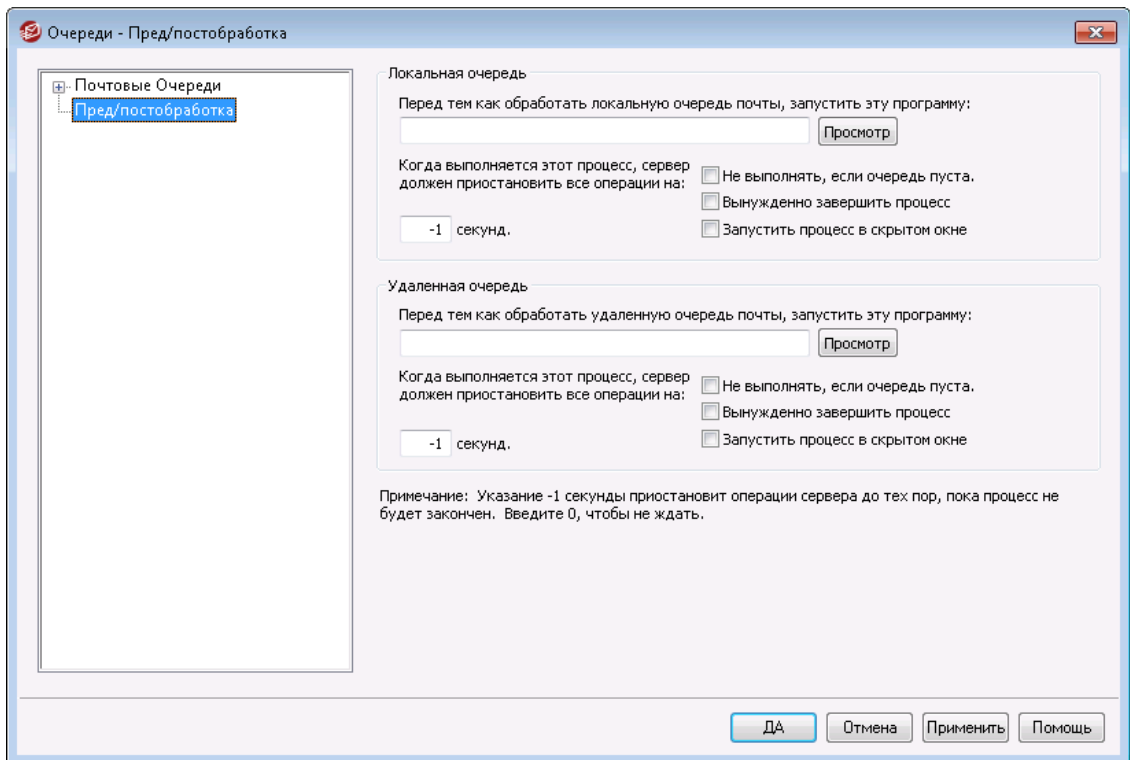 Очереди - Пред/постобработка
Почтовые Очереди
Пред/постобработка
Локальная очередь
Перед тем как обработать локальную очередь почты, запустить эту программу:
Просмотр
Когда выполняется этот процесс, сервер
должен приостановить все операции на:
-1 секунд.
Не выполнять, если очередь пуста.
Вынужденно завершить процесс
Запустить процесс в скрытом окне
Удаленная очередь
Перед тем как обработать удаленную очередь почты, запустить эту программу:
Просмотр
Когда выполняется этот процесс, сервер
должен приостановить все операции на:
-1 секунд.
Не выполнять, если очередь пуста.
Вынужденно завершить процесс
Запустить процесс в скрытом окне
Примечание: Указание -1 секунды приостановит операции сервера до тех пор, пока процесс не
будет закончен. Введите 0, чтобы не ждать.
ДА Отмена Применить Помощь